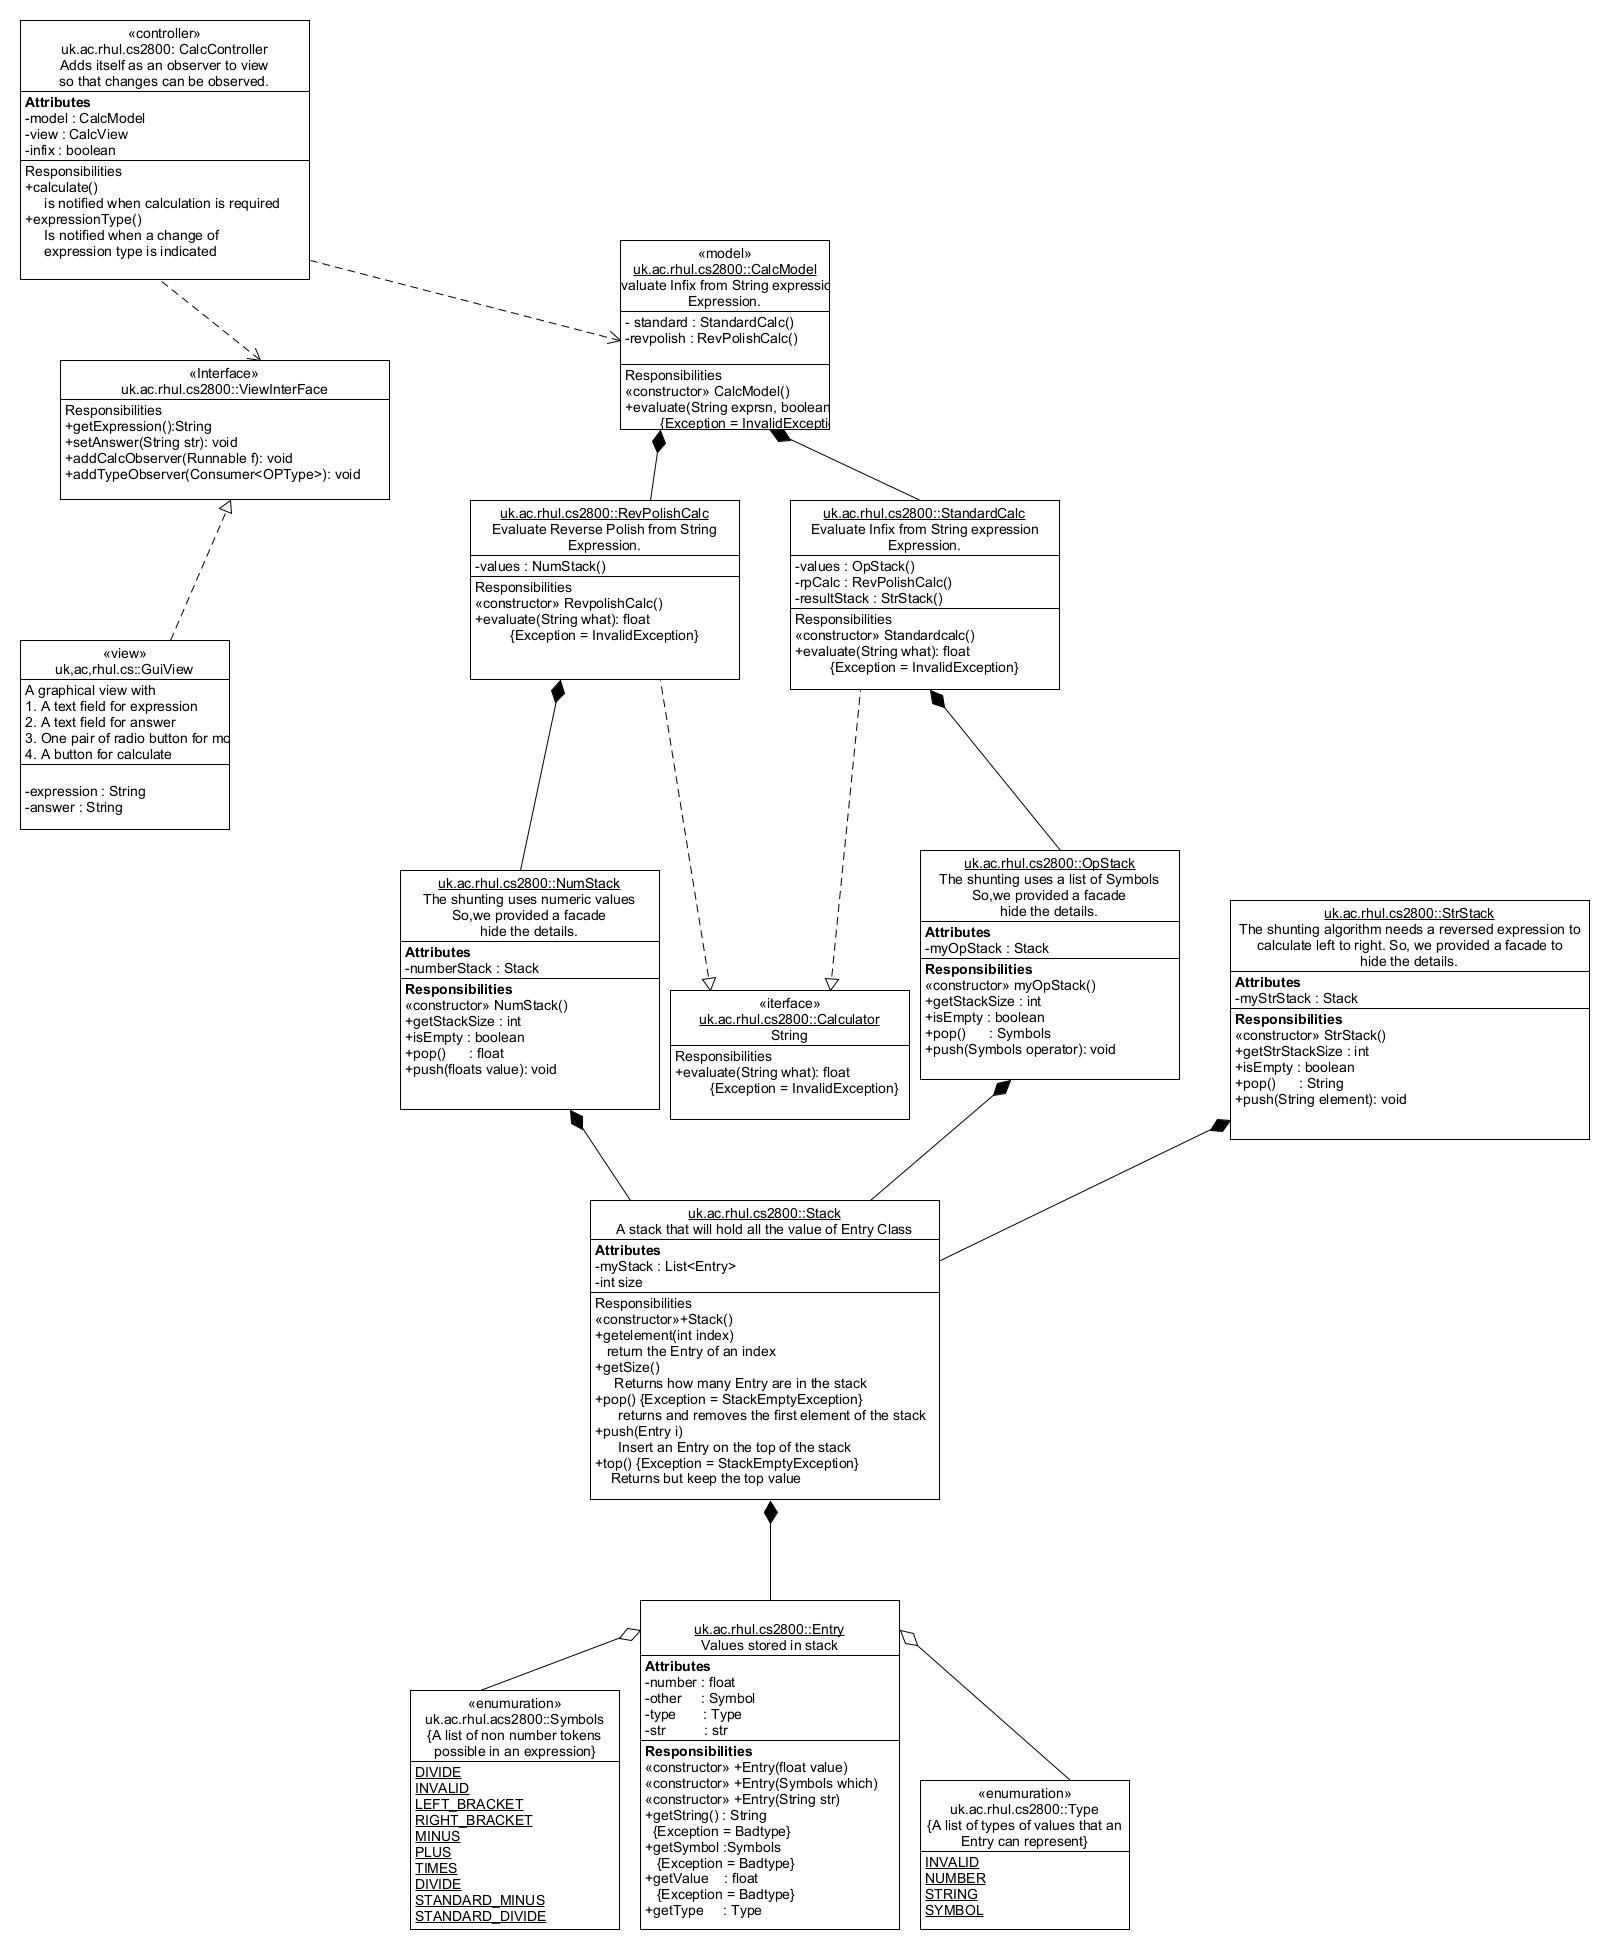 «controller»
uk.ac.rhul.cs2800: CalcController
Adds itself as an observer to view
so that changes can be observed.
Attributes
-model : CalcModel
-view : CalcView
-infix : boolean
Responsibilities
+calculate()
is notified when calculation is required
+expressionType()
Is notified when a change of
expression type is indicated
«model»
uk.ac.rhul.cs2800::CalcModel
valuate Infix from String expressio
Expression.
- standard : StandardCalc()
-revpolish : RevPolishCalc()
Responsibilities
«constructor» CalcModel()
+evaluate(String exprsn, boolean
{Exception = InvalidExcepti
«Interface»
uk.ac.rhul.cs2800::ViewInterFace
Responsibilities
+getExpression():String
+setAnswer(String str): void
+addCalcObserver(Runnable f): void
+addTypeObserver(Consumer<OPType>): void
uk.ac.rhul.cs2800::RevPolishCalc
Evaluate Reverse Polish from String
Expression.
-values : NumStack()
Responsibilities
«constructor» RevpolishCalc()
+evaluate(String what): float
{Exception = InvalidException}
uk.ac.rhul.cs2800::StandardCalc
Evaluate Infix from String expression
Expression.
-values : OpStack()
-rpCalc : RevPolishCalc()
-resultStack : StrStack()
Responsibilities
«constructor» Standardcalc()
+evaluate(String what): float
{Exception = InvalidException}
«view»
uk,ac,rhul.cs::GuiView
A graphical view with
1. A text field for expression
2. A text field for answer
3. One pair of radio button for mo
4. A button for calculate
-expression : String
-answer : String
uk.ac.rhul.cs2800::NumStack
The shunting uses numeric values
So,we provided a facade
hide the details.
Attributes
-numberStack : Stack
Responsibilities
«constructor» NumStack()
+getStackSize : int
+isEmpty : boolean
+pop() : float
+push(floats value): void
«iterface»
uk.ac.rhul.cs2800::Calculator
String
Responsibilities
+evaluate(String what): float
{Exception = InvalidException}
uk.ac.rhul.cs2800::OpStack
The shunting uses a list of Symbols
So,we provided a facade
hide the details.
Attributes
-myOpStack : Stack
Responsibilities
«constructor» myOpStack()
+getStackSize : int
+isEmpty : boolean
+pop() : Symbols
+push(Symbols operator): void
uk.ac.rhul.cs2800::StrStack
The shunting algorithm needs a reversed expression to
calculate left to right. So, we provided a facade to
hide the details.
Attributes
-myStrStack : Stack
Responsibilities
«constructor» StrStack()
+getStrStackSize : int
+isEmpty : boolean
+pop() : String
+push(String element): void
uk.ac.rhul.cs2800::Stack
A stack that will hold all the value of Entry Class
Attributes
-myStack : List<Entry>
-int size
Responsibilities
«constructor»+Stack()
+getelement(int index)
return the Entry of an index
+getSize()
Returns how many Entry are in the stack
+pop() {Exception = StackEmptyException}
returns and removes the first element of the stack
+push(Entry i)
Insert an Entry on the top of the stack
+top() {Exception = StackEmptyException}
Returns but keep the top value
uk.ac.rhul.cs2800::Entry
Values stored in stack
Attributes
-number : float
-other : Symbol
-type : Type
-str : str
Responsibilities
«constructor» +Entry(float value)
«constructor» +Entry(Symbols which)
«constructor» +Entry(String str)
+getString() : String
{Exception = Badtype}
+getSymbol :Symbols
{Exception = Badtype}
+getValue : float
{Exception = Badtype}
+getType : Type
«enumuration»
uk.ac.rhul.acs2800::Symbols
{A list of non number tokens
possible in an expression}
DIVIDE
INVALID
LEFT_BRACKET
RIGHT_BRACKET
MINUS
PLUS
TIMES
DIVIDE
STANDARD_MINUS
STANDARD_DIVIDE
«enumuration»
uk.ac.rhul.cs2800::Type
{A list of types of values that an
Entry can represent}
INVALID
NUMBER
STRING
SYMBOL